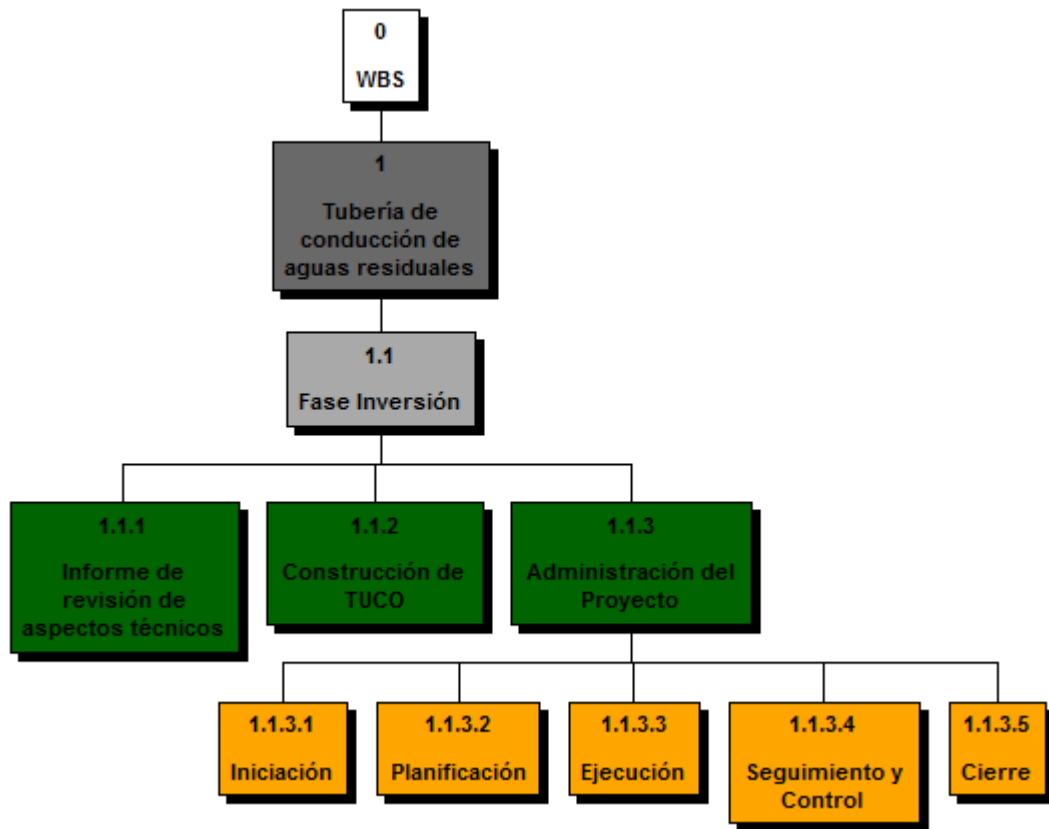 0
WBS
1
Tubería de
conducción de
aguas residuales
1.1
Fase Inversión
1.1.1
Informe de
revisión de
aspectos técnicos
1.1.2
Construcción de
TUCO
1.1.3
Administración del
Proyecto
1.1.3.1
Iniciación
1.1.3.2
Planificación
1.1.3.3
Ejecución
1.1.3.4
Seguimiento y
Control
1.1.3.5
Cierre